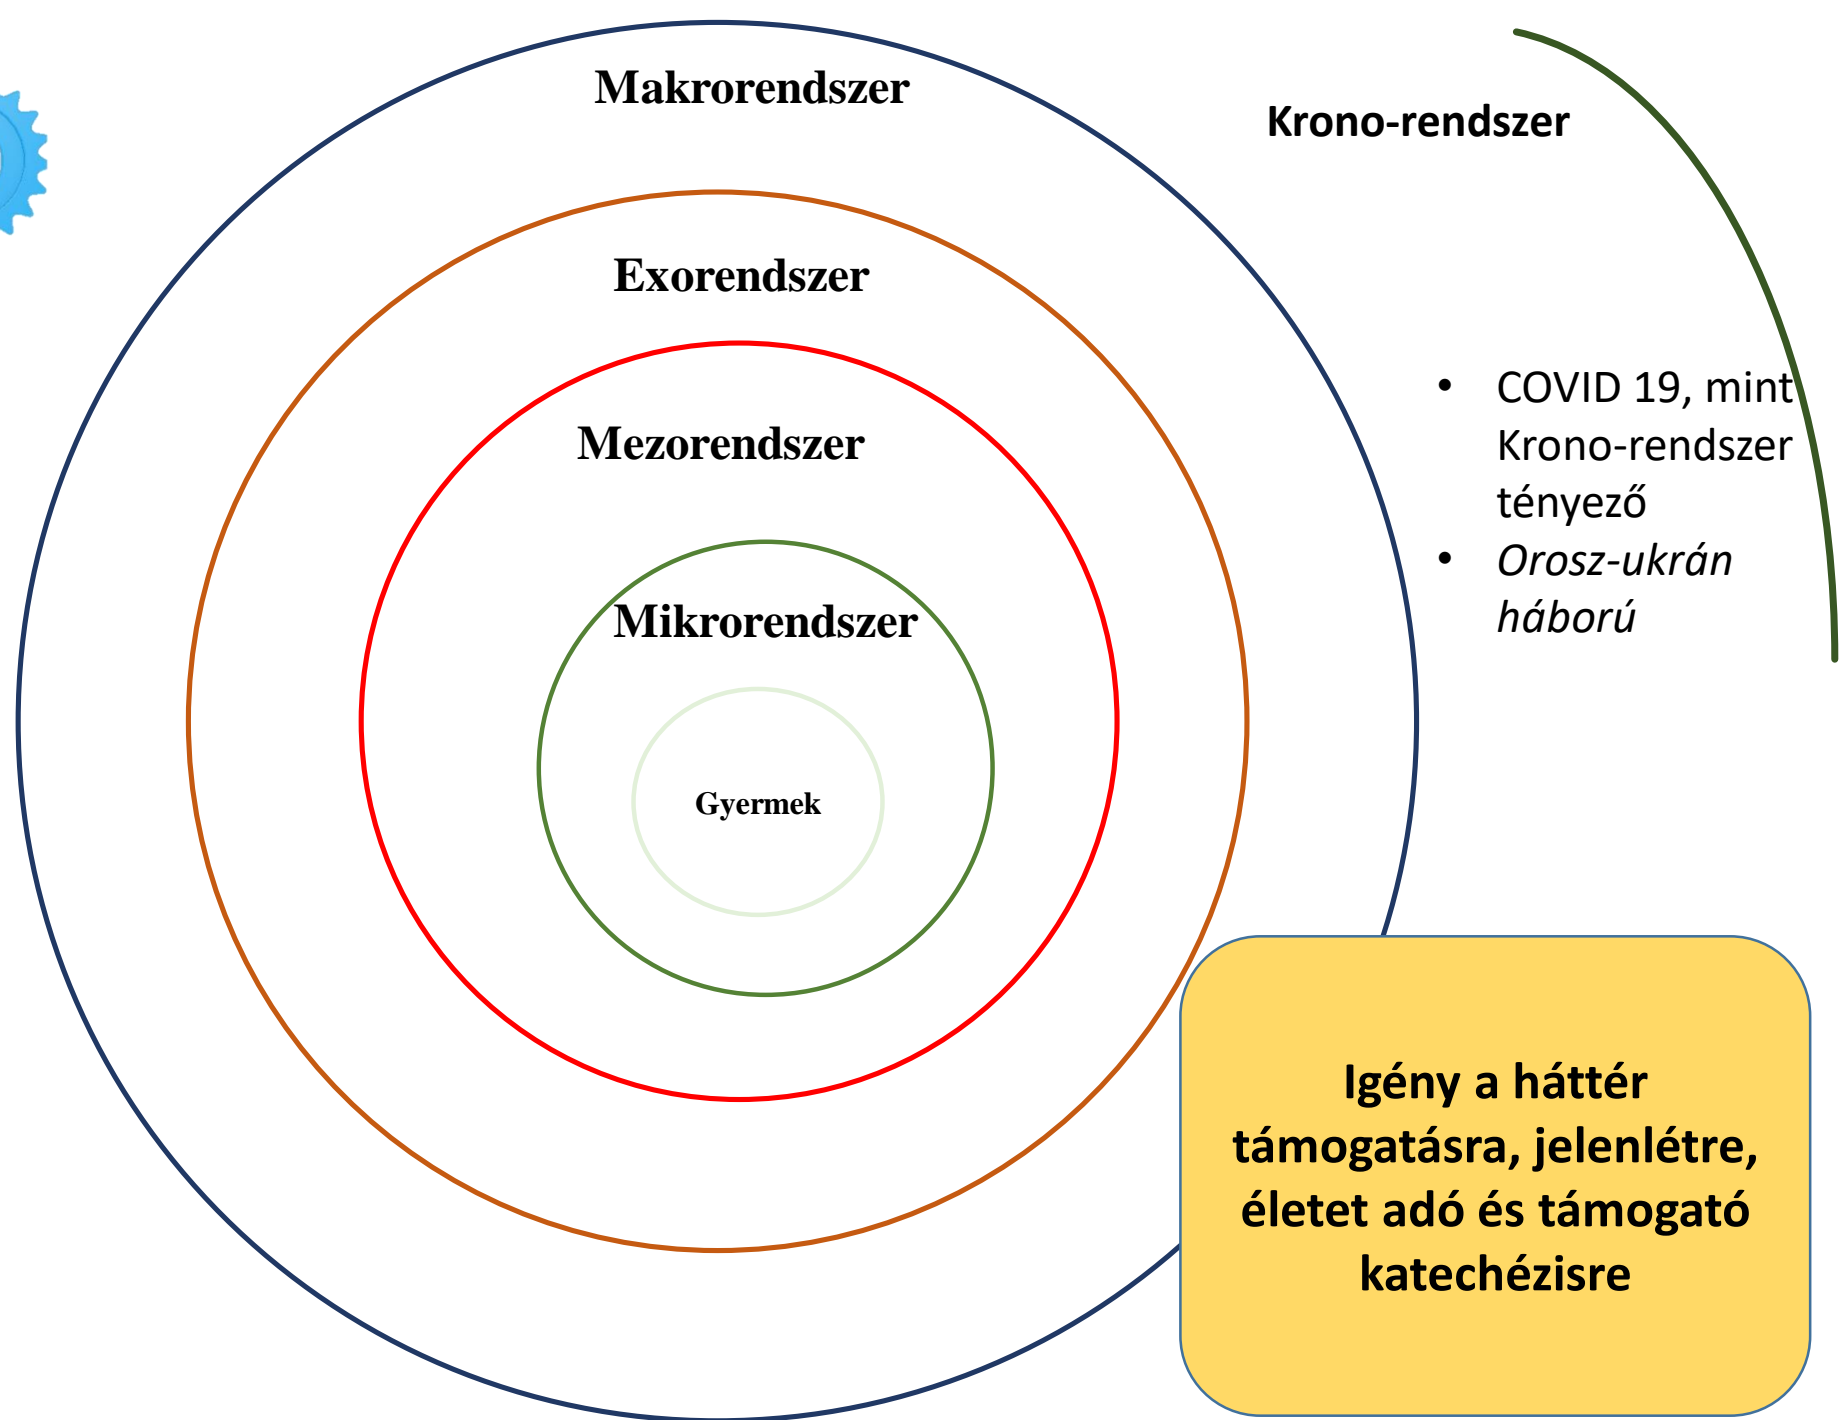 Makrorendszer
Krono-rendszer
Exorendszer
• COVID 19, mint
Krono-rendszer
tényező
• Orosz-ukrán
háború
Mezorendszer
Mikrorendszer
Gyermek
Igény a háttér
támogatásra, jelenlétre,
életet adó és támogató
katechézisre